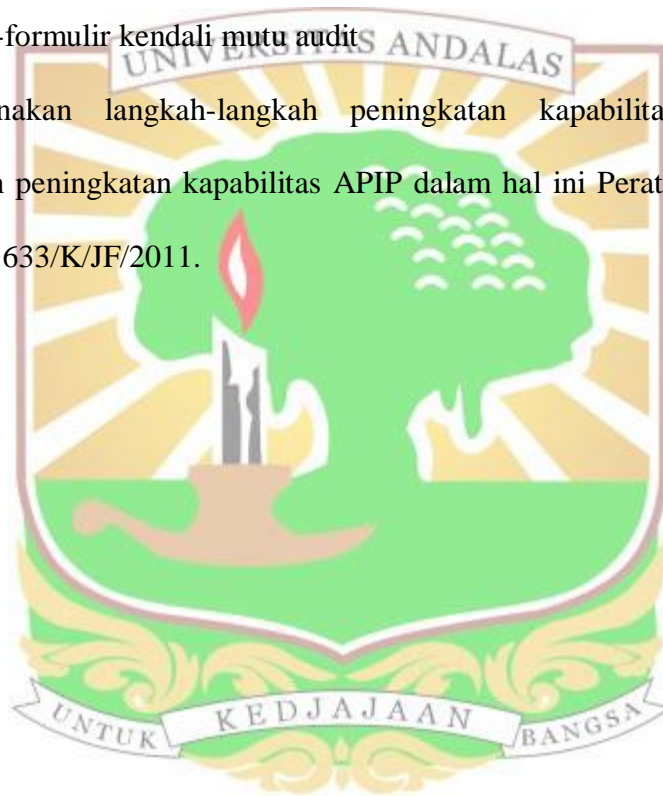 -formulir kendali mutu audit
UNIVERSITAS ANDALAS
nakan langkah-langkah peningkatan kapabilita
n peningkatan kapabilitas APIP dalam hal ini Perat
633/K/JF/2011.
UNTUK KEDJAJAAN BANGSA